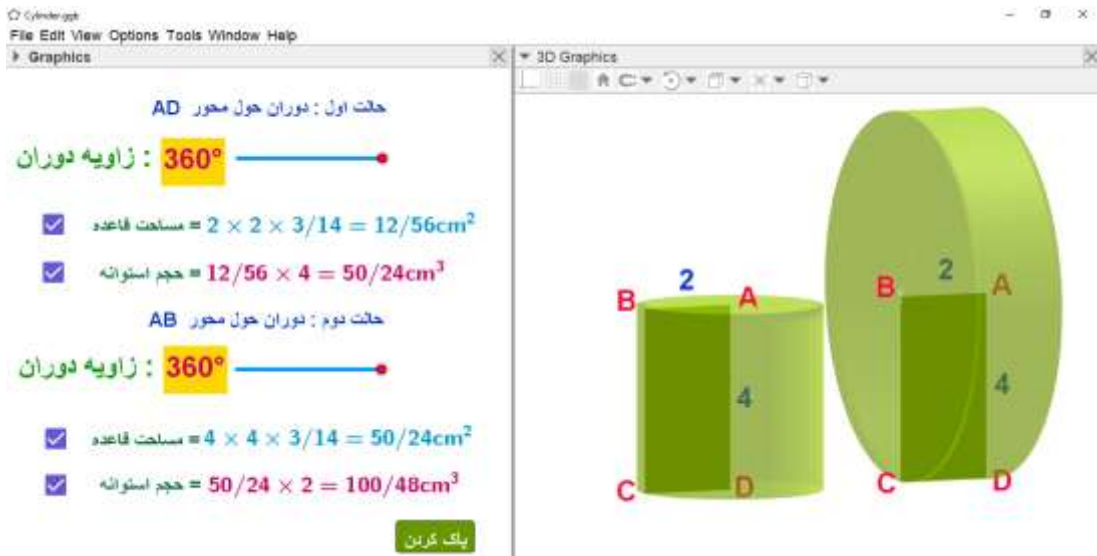 Cylinder.ggb
File Edit View Options Tools Window Help
Graphics
حالت اول : دوران حول محور AD
زاویه دوران : 360°
مساحت قاعده = 2 × 2 × 3/14 = 12/56cm²
حجم استوانه = 12/56 × 4 = 50/24cm³
حالت دوم : دوران حول محور AB
زاویه دوران : 360°
مساحت قاعده = 4 × 4 × 3/14 = 50/24cm²
حجم استوانه = 50/24 × 2 = 100/48cm³
پاک کردن
3D Graphics
B 2 A
4
C D
B 2 A
4
C D